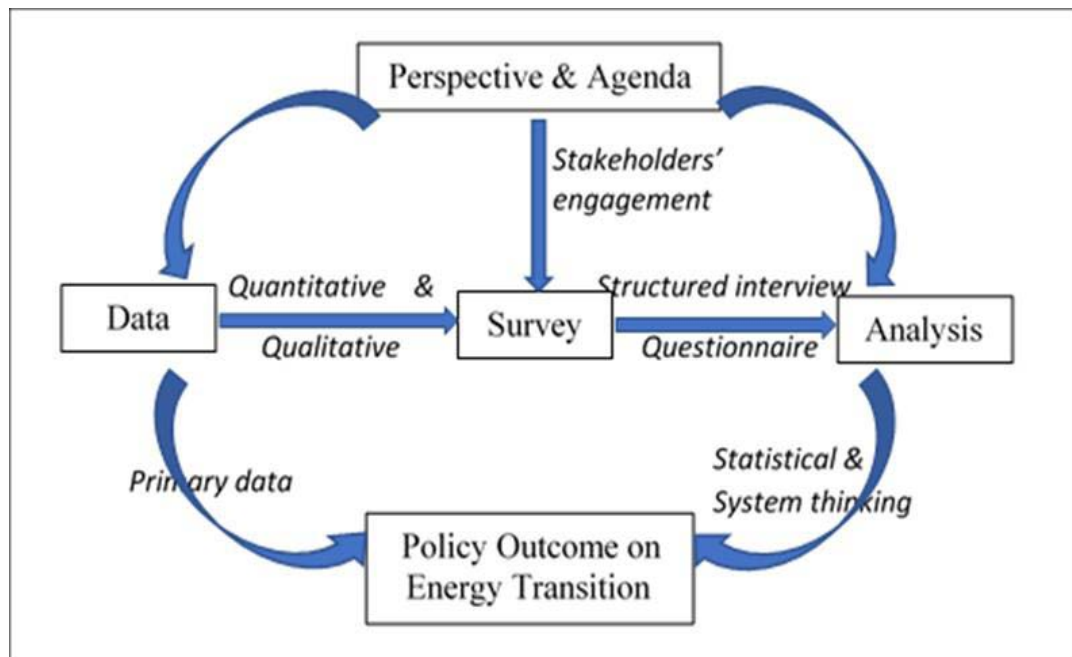 Perspective & Agenda
Stakeholders’
engagement
Quantitative &
Structured interview
Data
Survey
Analysis
Qualitative
Questionnaire
Primary data
Statistical &
System thinking
Policy Outcome on
Energy Transition